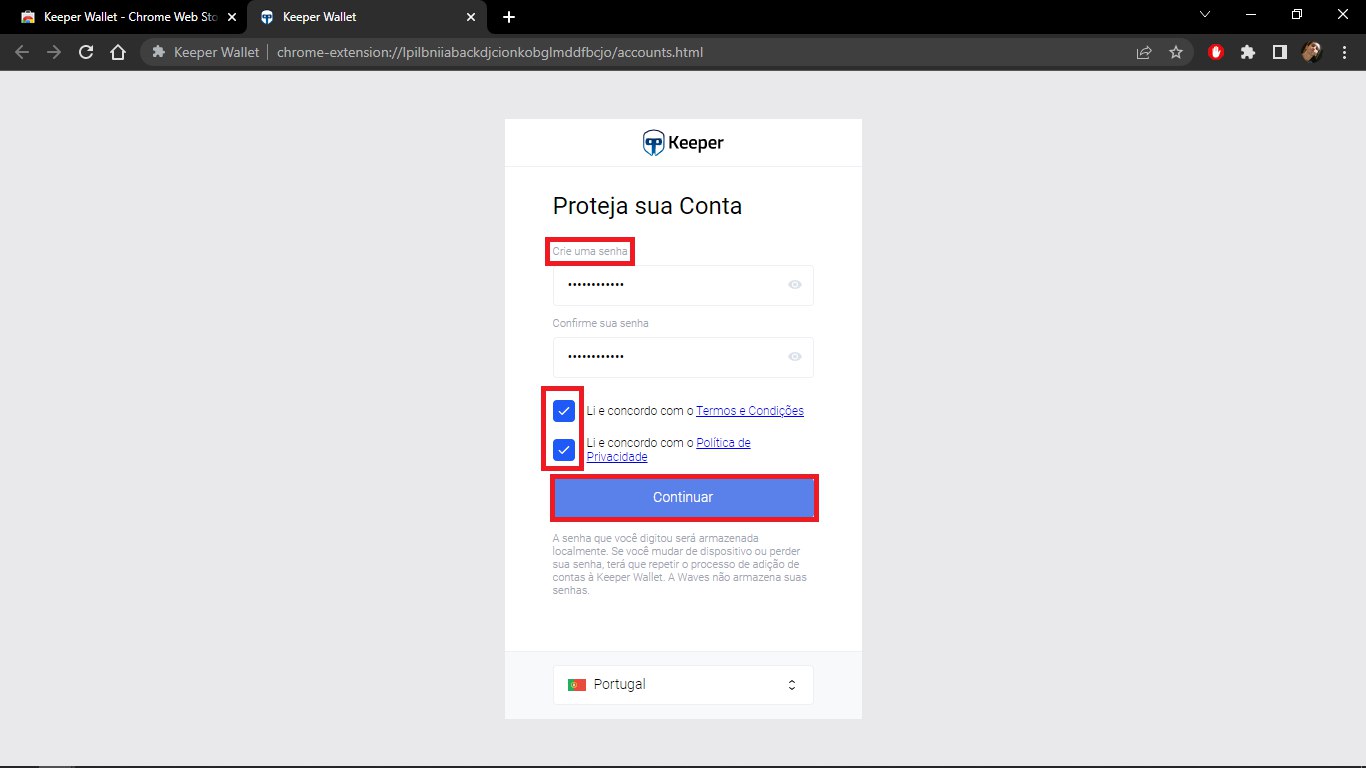 Keeper Wallet - Chrome Web Sto
Keeper Wallet
Keeper Wallet
chrome-extension://lpilbniiabackdjcionkobglmddfbcjo/accounts.html
Keeper
Proteja sua Conta
Crie uma senha
••••••••••••
Confirme sua senha
••••••••••••
Li e concordo com o Termos e Condições
Li e concordo com o Política de
Privacidade
Continuar
A senha que você digitou será armazenada
localmente. Se você mudar de dispositivo ou perder
sua senha, terá que repetir o processo de adição de
contas à Keeper Wallet. A Waves não armazena suas
senhas.
Portugal